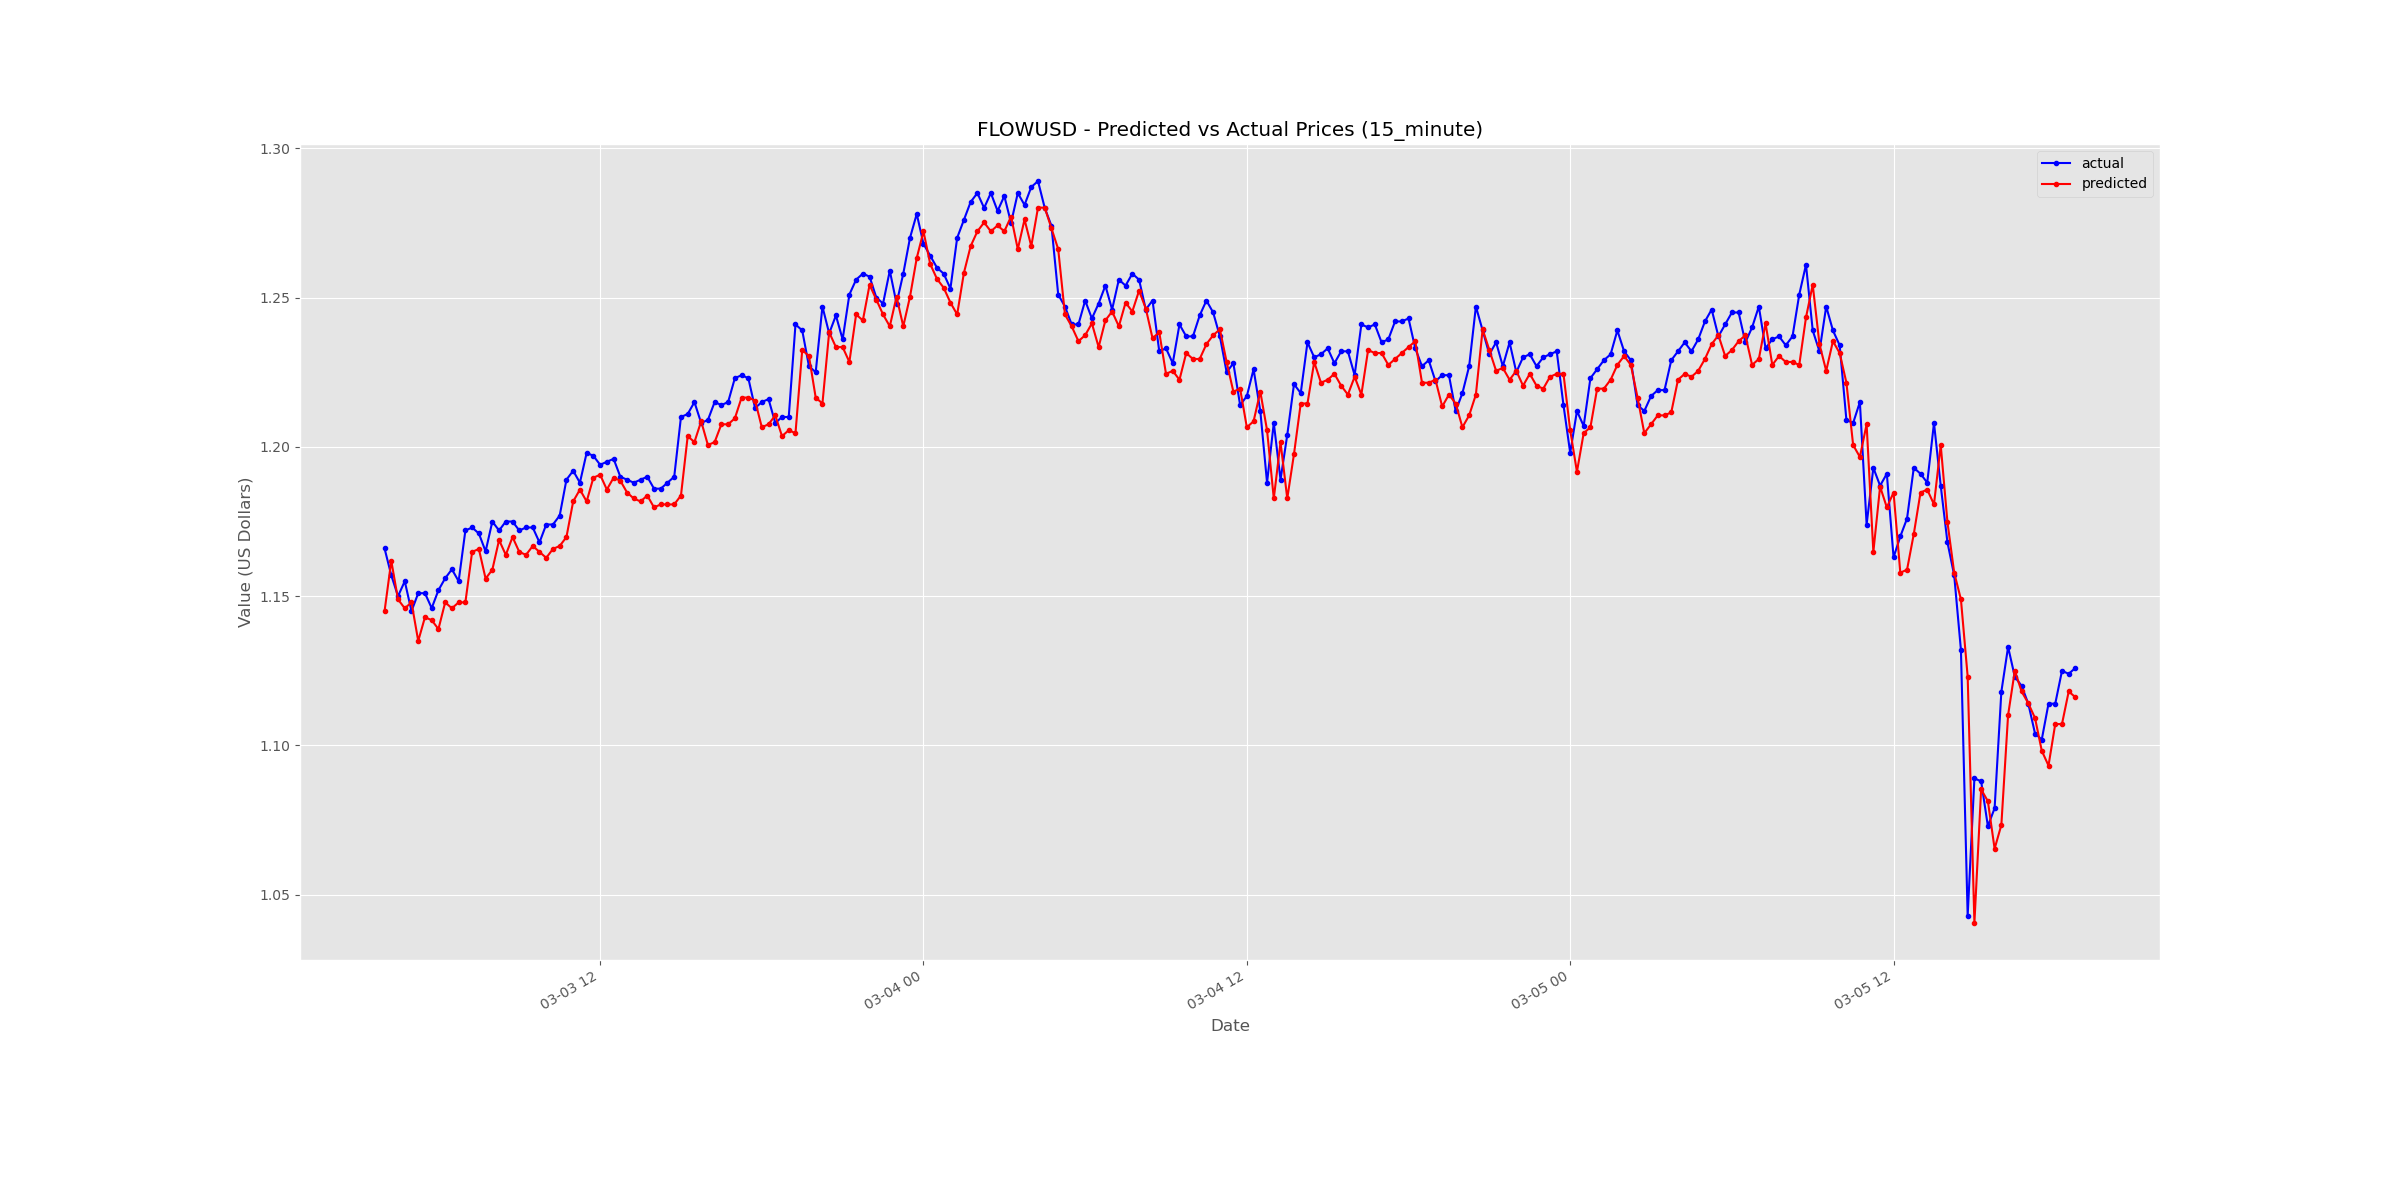 FLOWUSD - Predicted vs Actual Prices (15_minute)
actual
predicted
Value (US Dollars)
1.30
1.25
1.20
1.15
1.10
1.05
03-03 12
03-04 00
03-04 12
03-05 00
03-05 12
Date